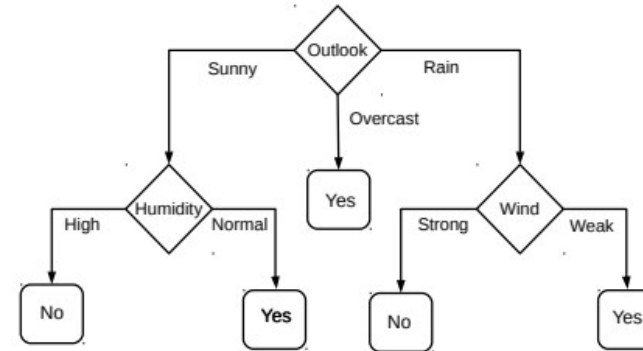 Outlook
Sunny
Rain
Overcast
Yes
Humidity
Wind
High
Normal
Strong
Weak
No
Yes
No
Yes